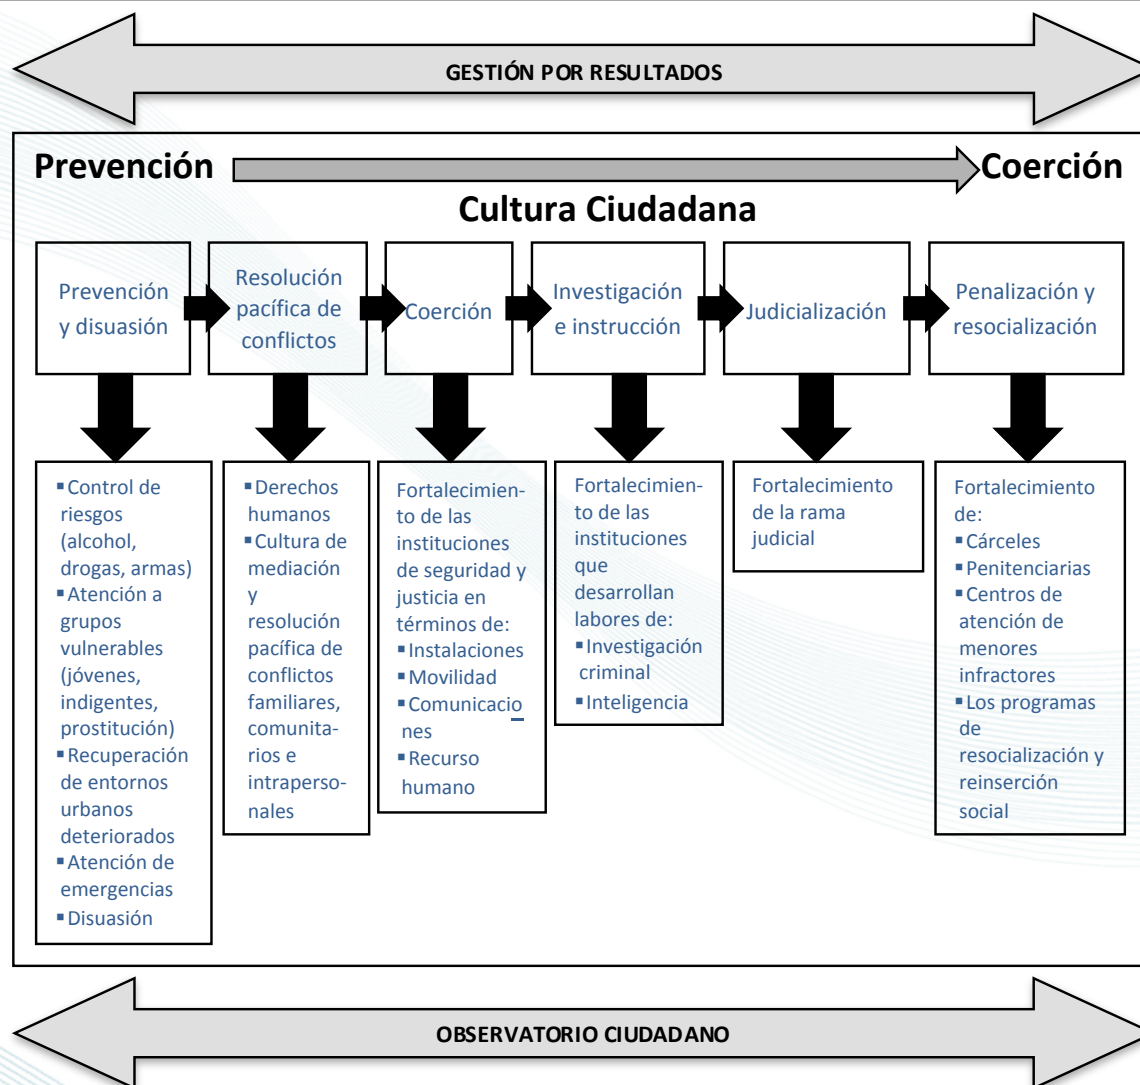 GESTIÓN POR RESULTADOS
Prevención
Coerción
Cultura Ciudadana
Prevención
y disuasión
Resolución
pacífica de
conflictos
Coerción
Investigación
e instrucción
Judicialización
Penalización y
resocialización
▪ Control de
riesgos
(alcohol,
drogas, armas)
▪ Atención a
grupos
vulnerables
(jóvenes,
indigentes,
prostitución)
▪ Recuperación
de entornos
urbanos
deteriorados
▪ Atención de
emergencias
▪ Disuasión
▪ Derechos
humanos
▪ Cultura de
mediación
y
resolución
pacífica de
conflictos
familiares,
comunita-
rios e
intraperso-
nales
Fortalecimien-
to de las
instituciones
de seguridad y
justicia en
términos de:
▪ Instalaciones
▪ Movilidad
▪ Comunicacio
nes
▪ Recurso
humano
Fortalecimien-
to de las
instituciones
que
desarrollan
labores de:
▪ Investigación
criminal
▪ Inteligencia
Fortalecimiento
de la rama
judicial
Fortalecimiento
de:
▪ Cárceles
▪ Penitenciarias
▪ Centros de
atención de
menores
infractores
▪ Los programas
de
resocialización y
reinserción
social
OBSERVATORIO CIUDADANO